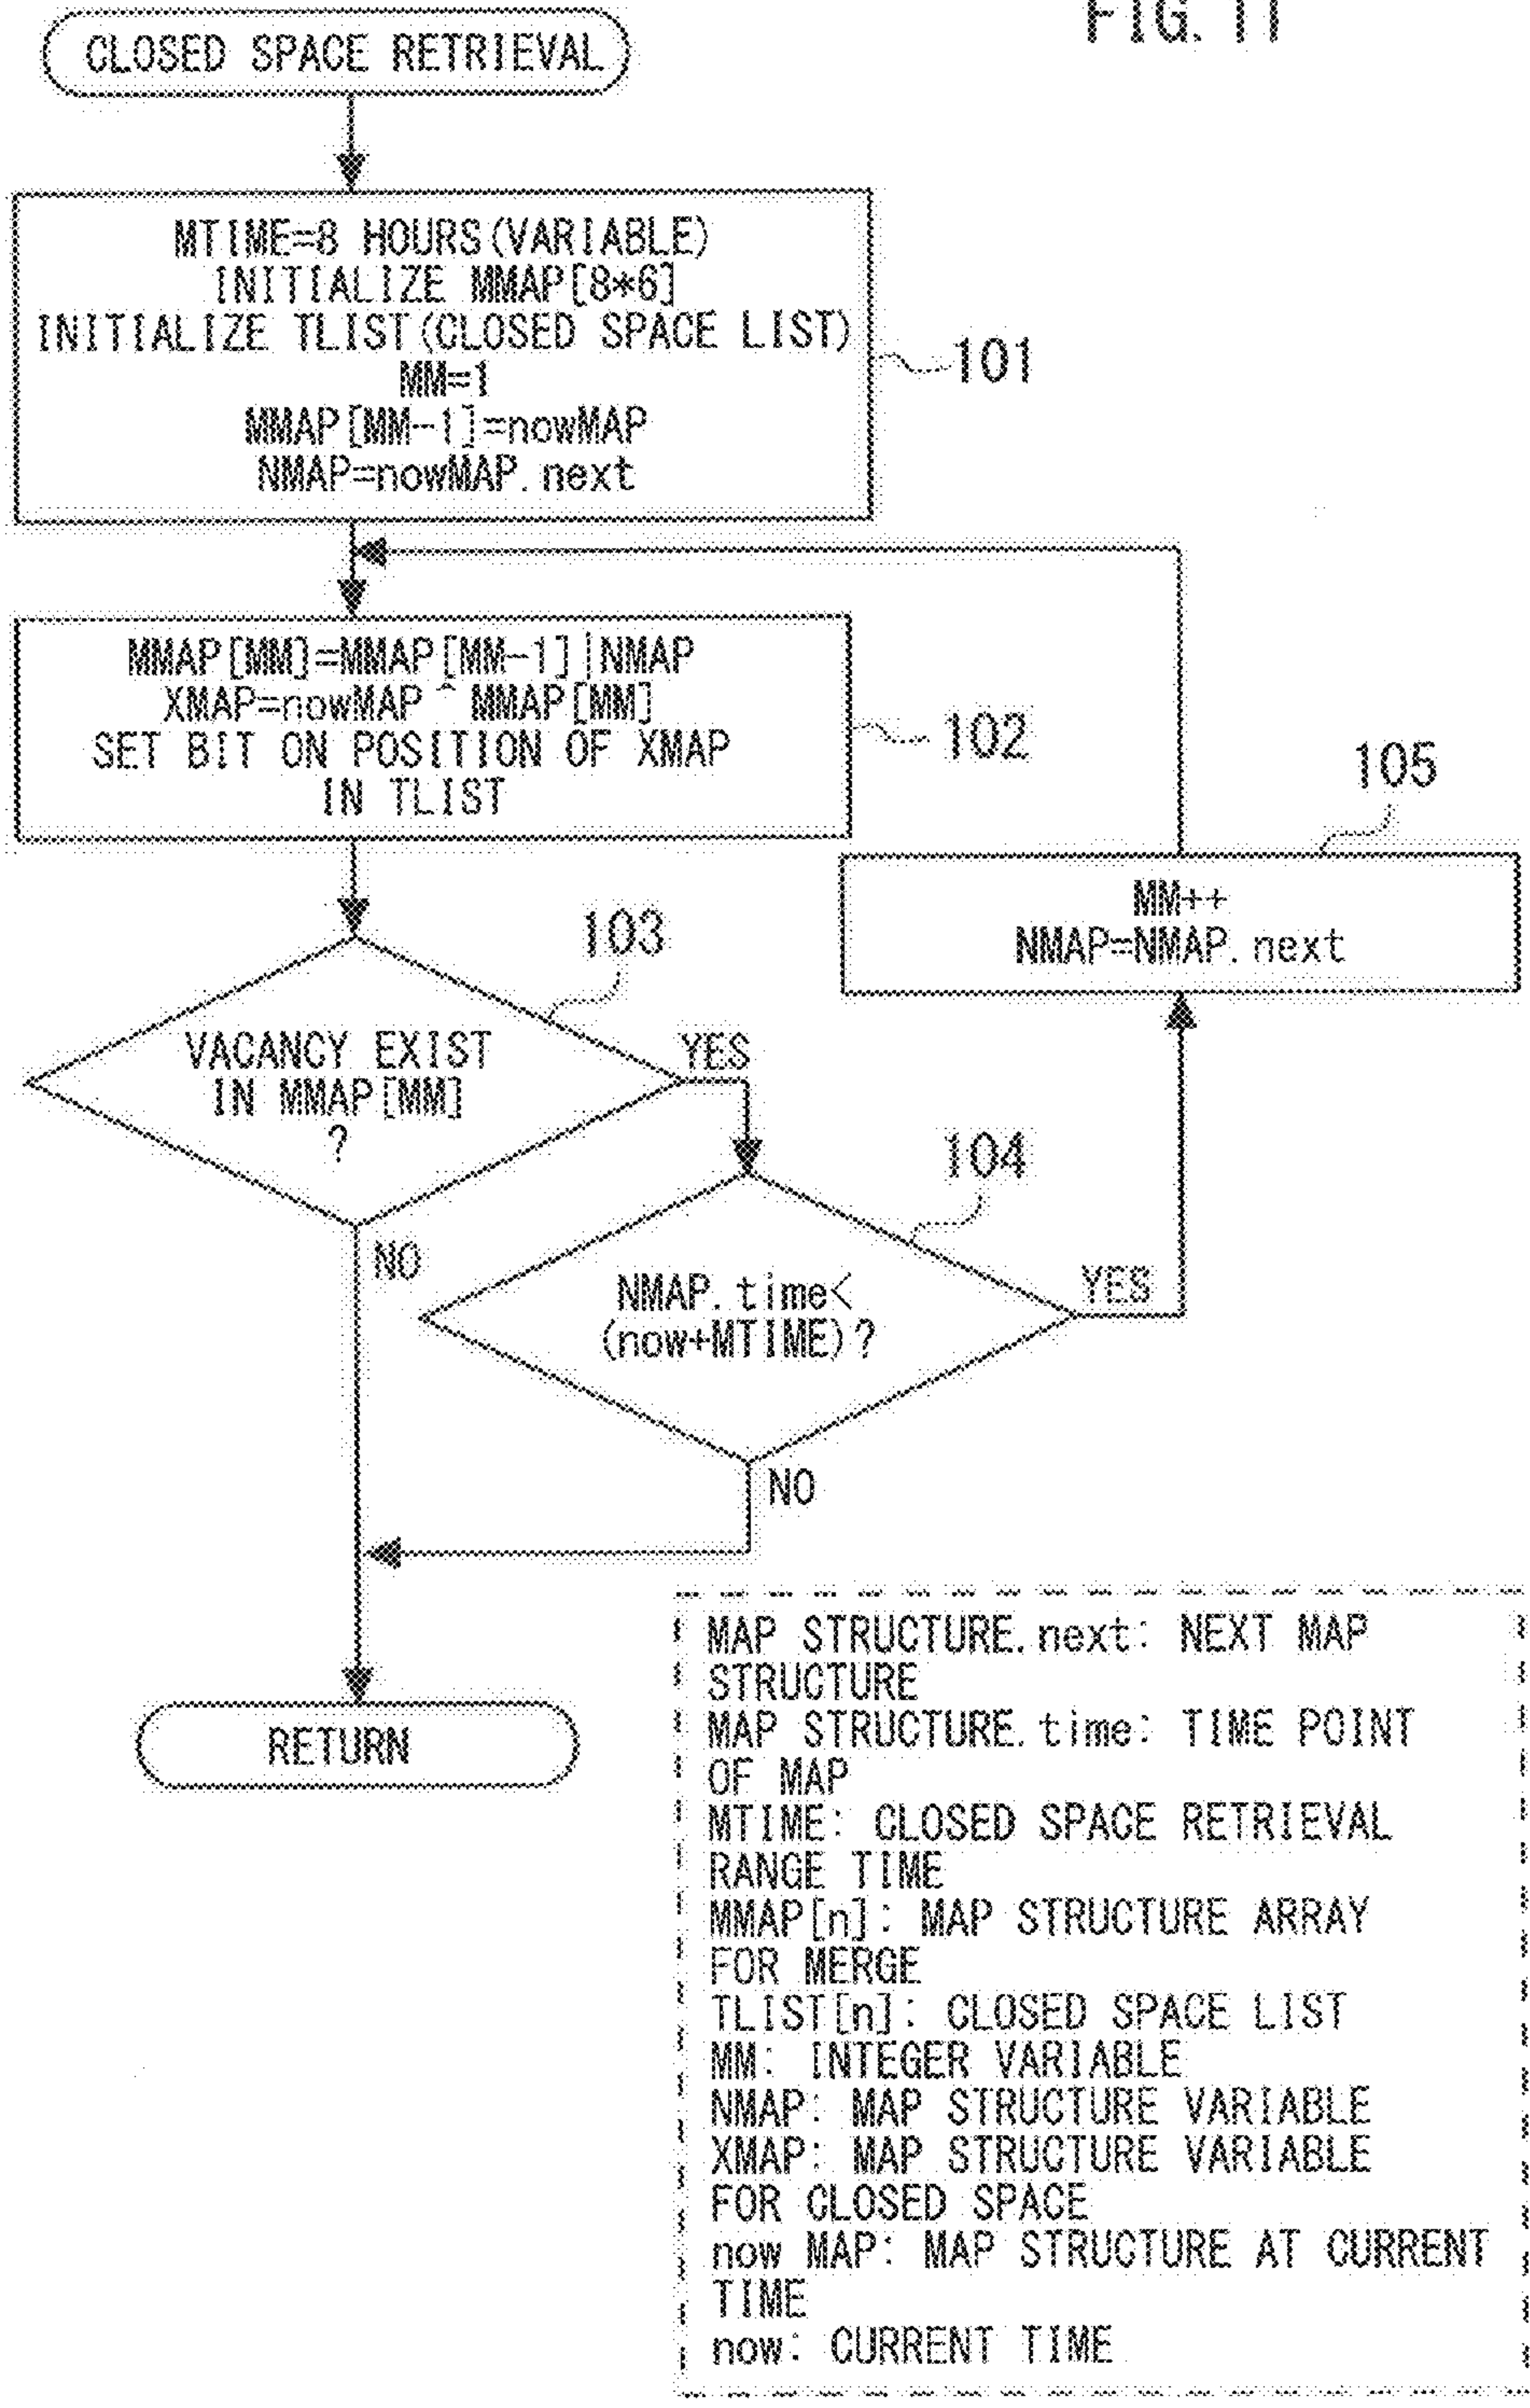 FIG. 11
CLOSED SPACE RETRIEVAL
MTIME=8 HOURS(VARIABLE)
INITIALIZE MMAP[8*6]
INITIALIZE TLIST(CLOSED SPACE LIST)
MM=1
MMAP[MM-1]=nowMAP
NMAP=nowMAP.next
101
MMAP[MM]=MMAP[MM-1]|NMAP
XMAP=nowMAP ^ MMAP[MM]
SET BIT ON POSITION OF XMAP
IN TLIST
102
105
MM++
NMAP=NMAP.next
103
VACANCY EXIST
IN MMAP[MM]
?
YES
NO
104
NMAP.time<
(now+MTIME)?
YES
NO
RETURN
MAP STRUCTURE.next: NEXT MAP
STRUCTURE
MAP STRUCTURE.time: TIME POINT
OF MAP
MTIME: CLOSED SPACE RETRIEVAL
RANGE TIME
MMAP[n]: MAP STRUCTURE ARRAY
FOR MERGE
TLIST[n]: CLOSED SPACE LIST
MM: INTEGER VARIABLE
NMAP: MAP STRUCTURE VARIABLE
XMAP: MAP STRUCTURE VARIABLE
FOR CLOSED SPACE
now MAP: MAP STRUCTURE AT CURRENT
TIME
now: CURRENT TIME